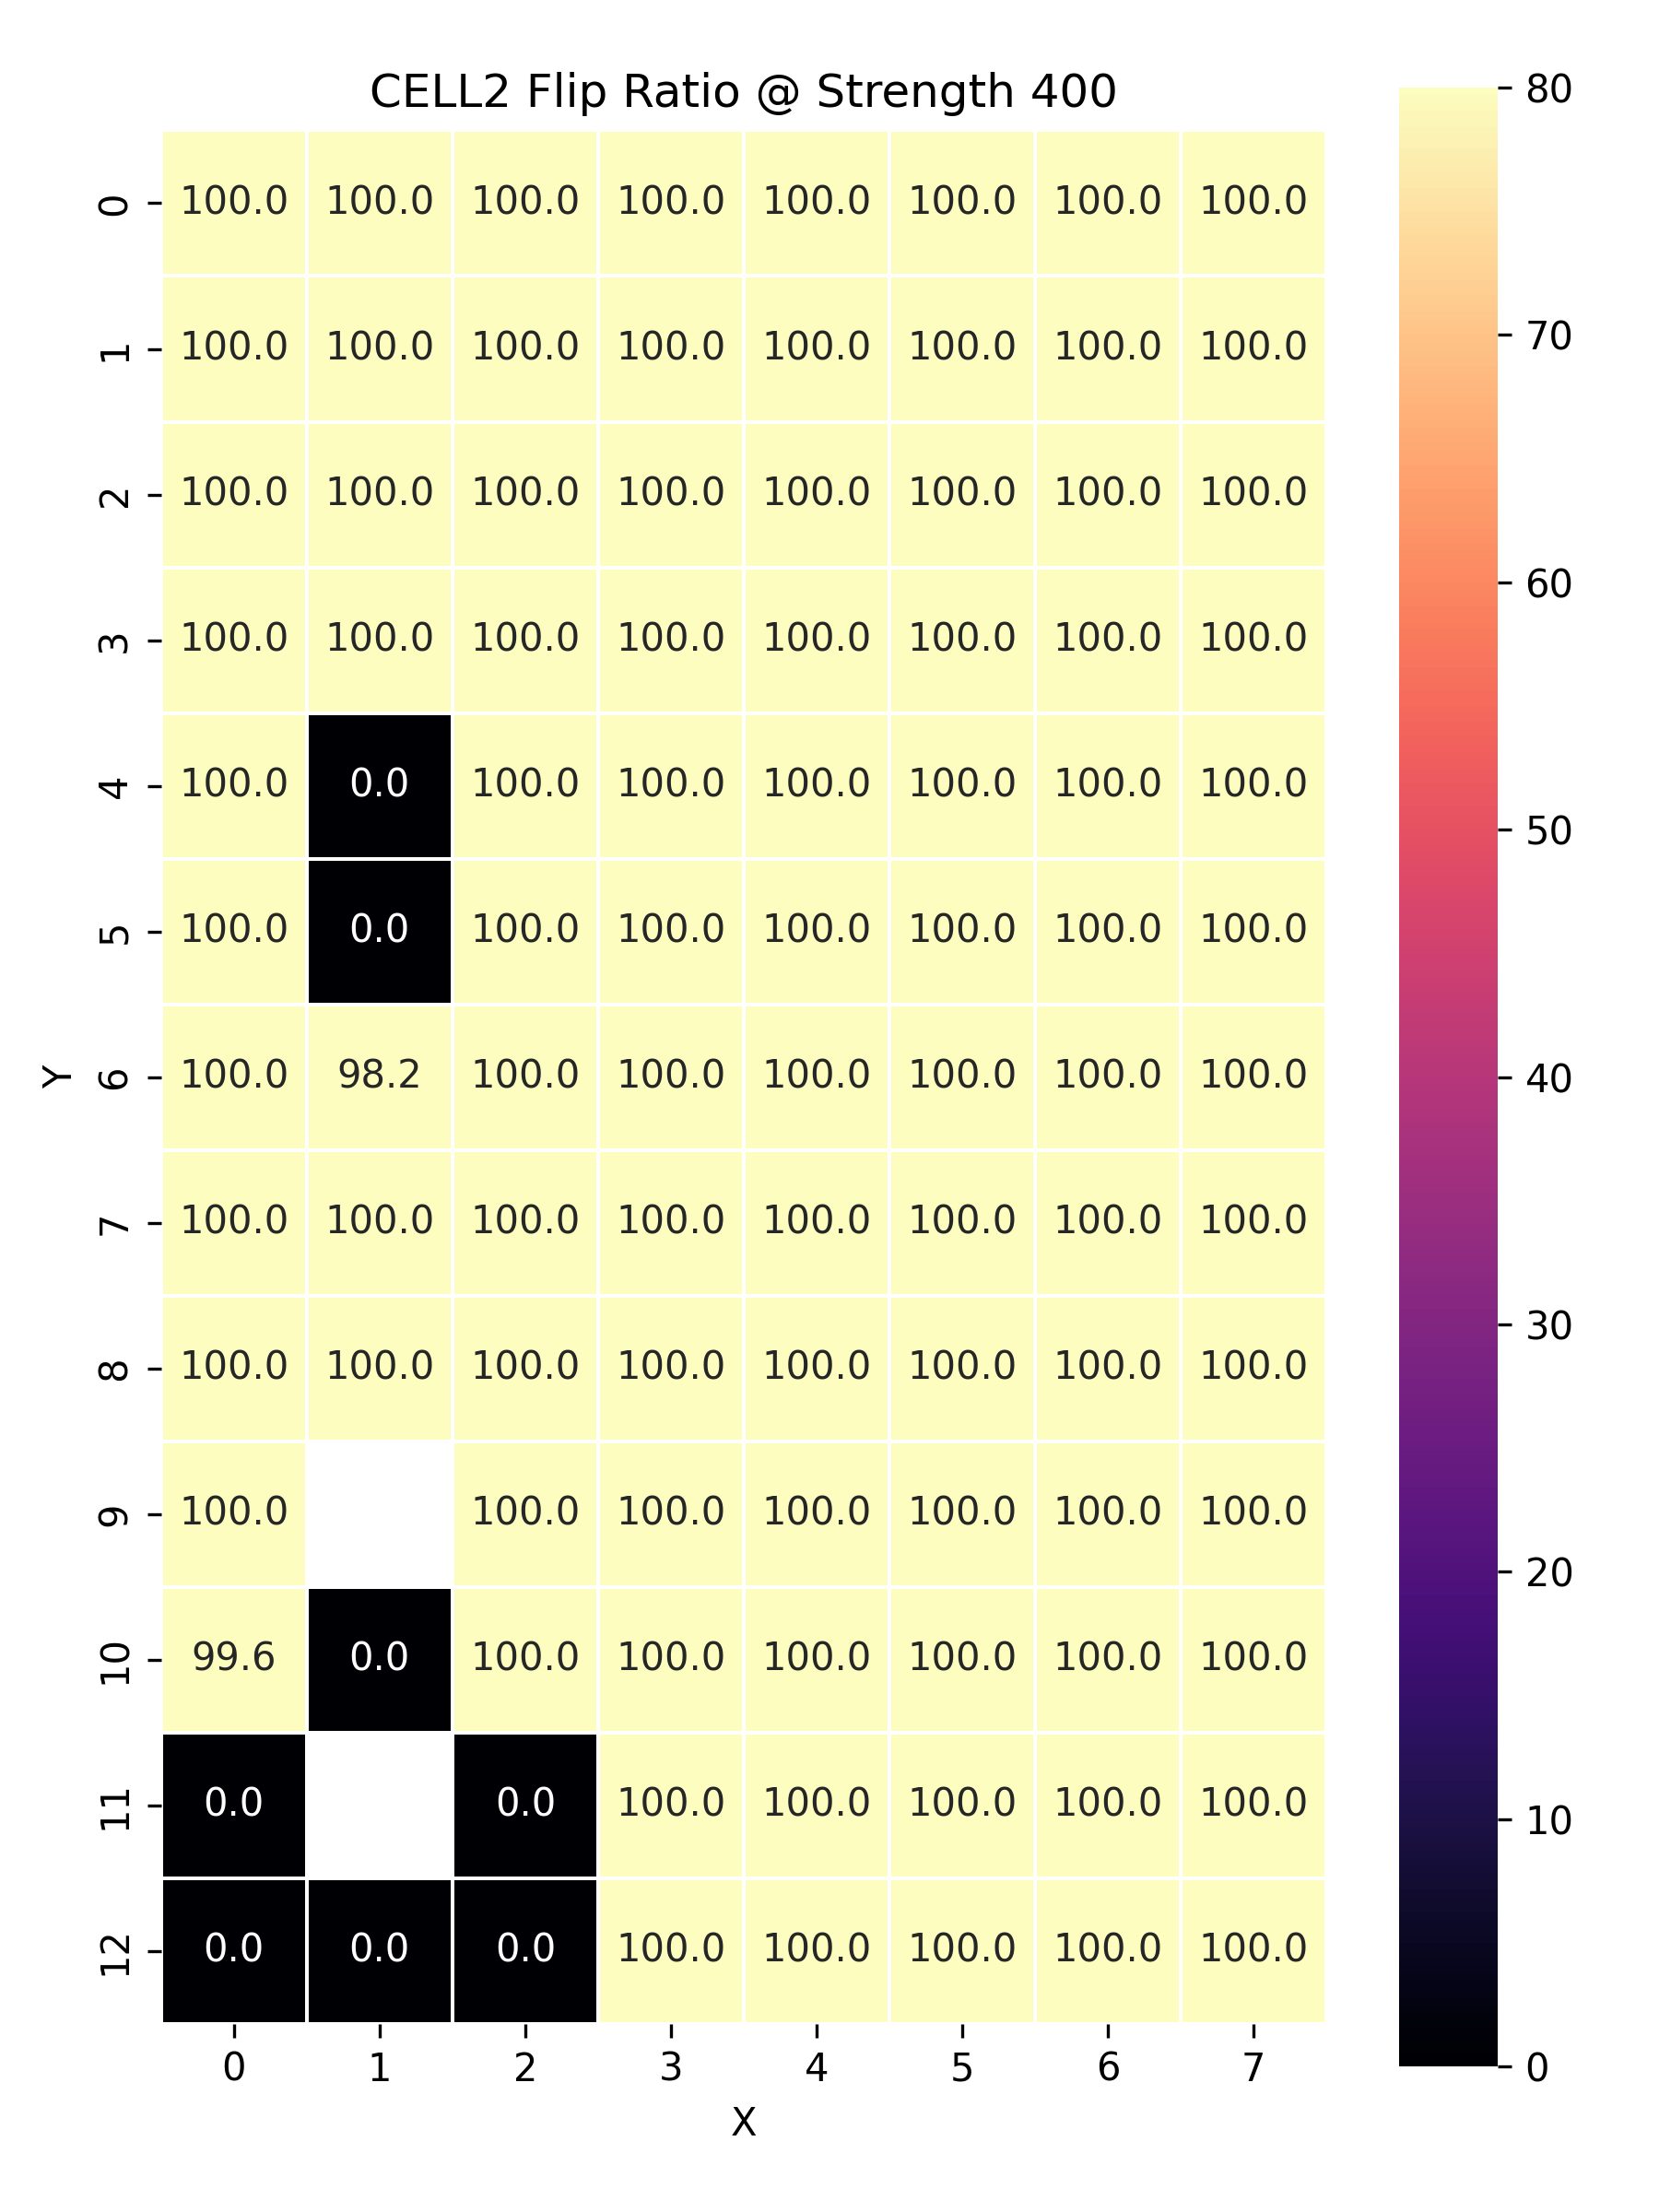 CELL2 Flip Ratio @ Strength 400
80
0 100.0 100.0 100.0 100.0 100.0 100.0 100.0 100.0
1 100.0 100.0 100.0 100.0 100.0 100.0 100.0 100.0
70
2 100.0 100.0 100.0 100.0 100.0 100.0 100.0 100.0
60
3 100.0 100.0 100.0 100.0 100.0 100.0 100.0 100.0
4 100.0 0.0 100.0 100.0 100.0 100.0 100.0 100.0
50
5 100.0 0.0 100.0 100.0 100.0 100.0 100.0 100.0
Y
6 100.0 98.2 100.0 100.0 100.0 100.0 100.0 100.0
40
7 100.0 100.0 100.0 100.0 100.0 100.0 100.0 100.0
30
8 100.0 100.0 100.0 100.0 100.0 100.0 100.0 100.0
9 100.0 100.0 100.0 100.0 100.0 100.0 100.0
20
10 99.6 0.0 100.0 100.0 100.0 100.0 100.0 100.0
11 0.0 0.0 100.0 100.0 100.0 100.0 100.0
10
12 0.0 0.0 0.0 100.0 100.0 100.0 100.0 100.0
0
0 1 2 3 4 5 6 7
X